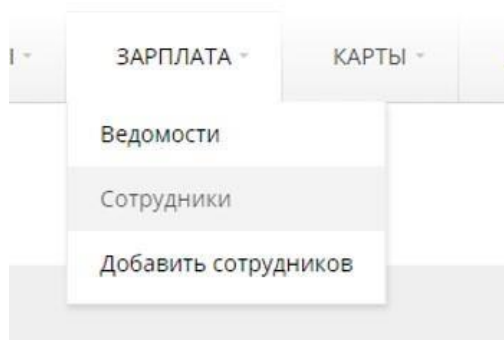 ЗАРПЛАТА КАРТЫ
Ведомости
Сотрудники
Добавить сотрудников